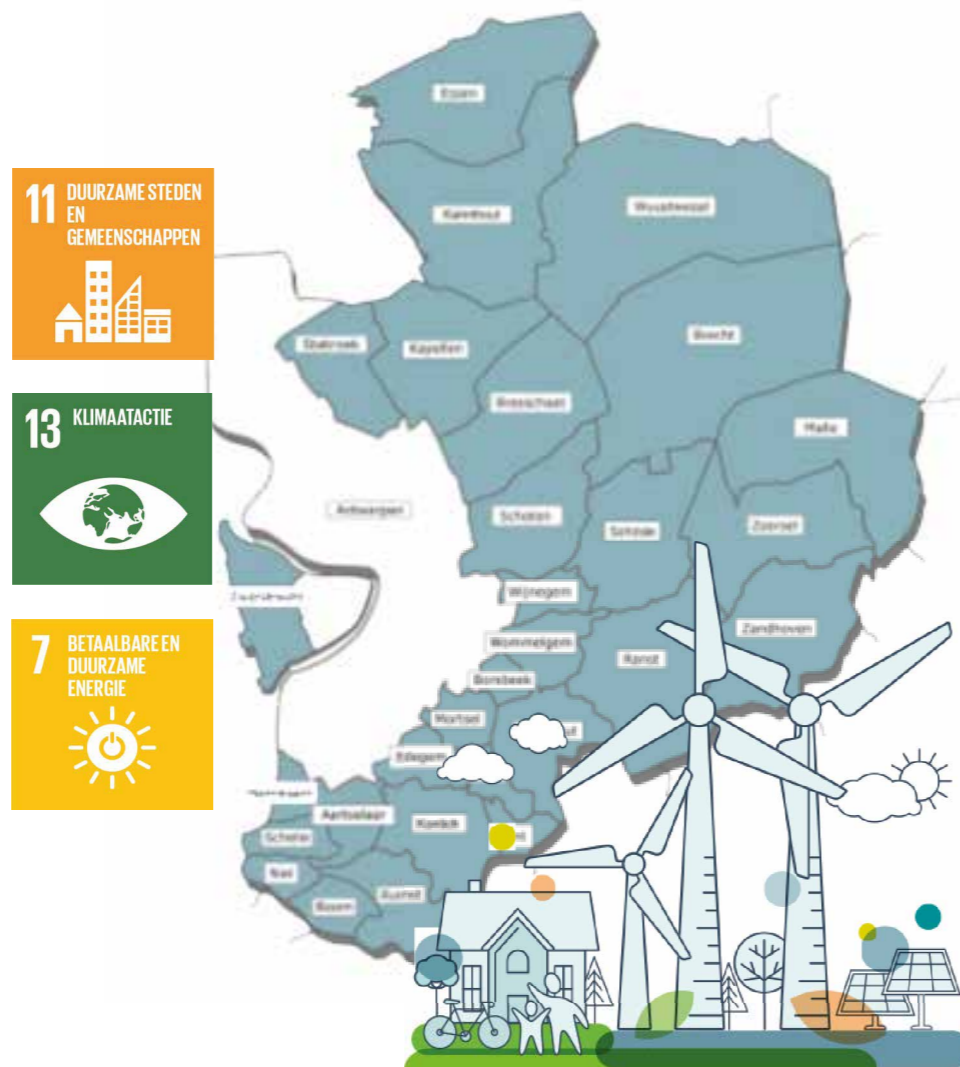 11 DUURZAME STEDEN
EN
GEMEENSCHAPPEN
13 KLIMAATACTIE
7 BETAALBARE EN
DUURZAME
ENERGIE
Essen
Kalmthout
Wuustwezel
Stabroek
Kapellen
Brecht
Brasschaat
Malle
Antwerpen
Schoten
Schilde
Zoersel
Wijnegem
Zwijndrecht
Wommelgem
Ranst
Zandhoven
Borsbeek
Mortsel
Edegem
Aartselaar
Kontich
Schelle
Niel
Boom
Rumst